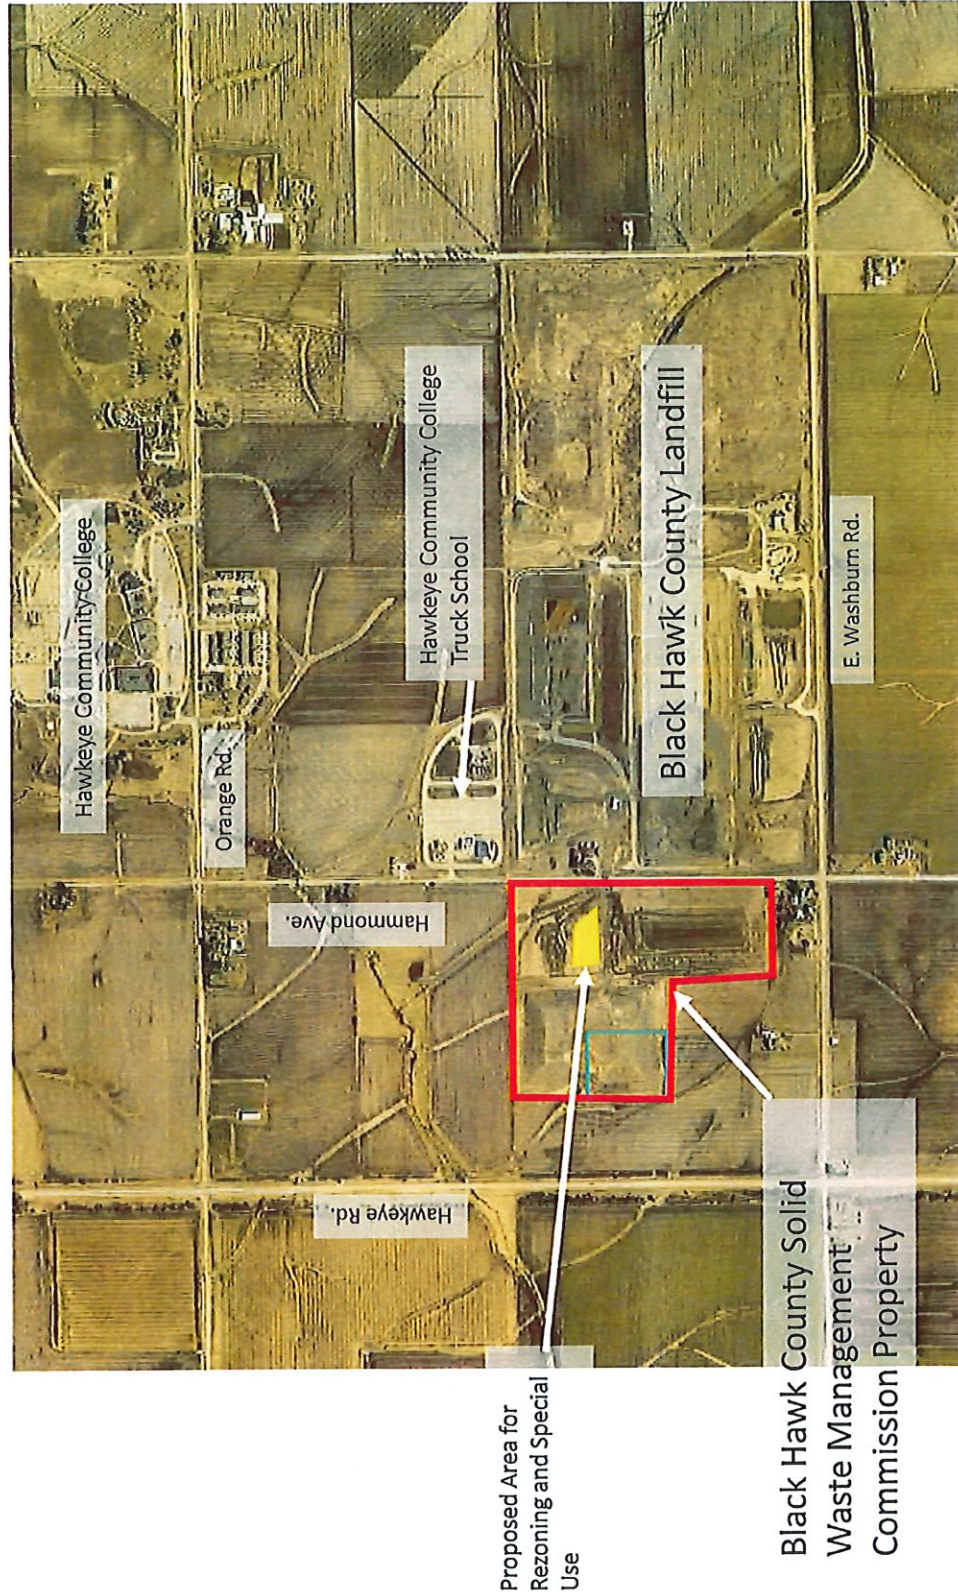 Hawkeye Community College
Orange Rd.
Hammond Ave.
Hawkeye Rd.
Hawkeye Community College
Truck School
Black Hawk County Landfill
E. Washburn Rd.
Proposed Area for
Rezoning and Special
Use
Black Hawk County Solid
Waste Management
Commission Property